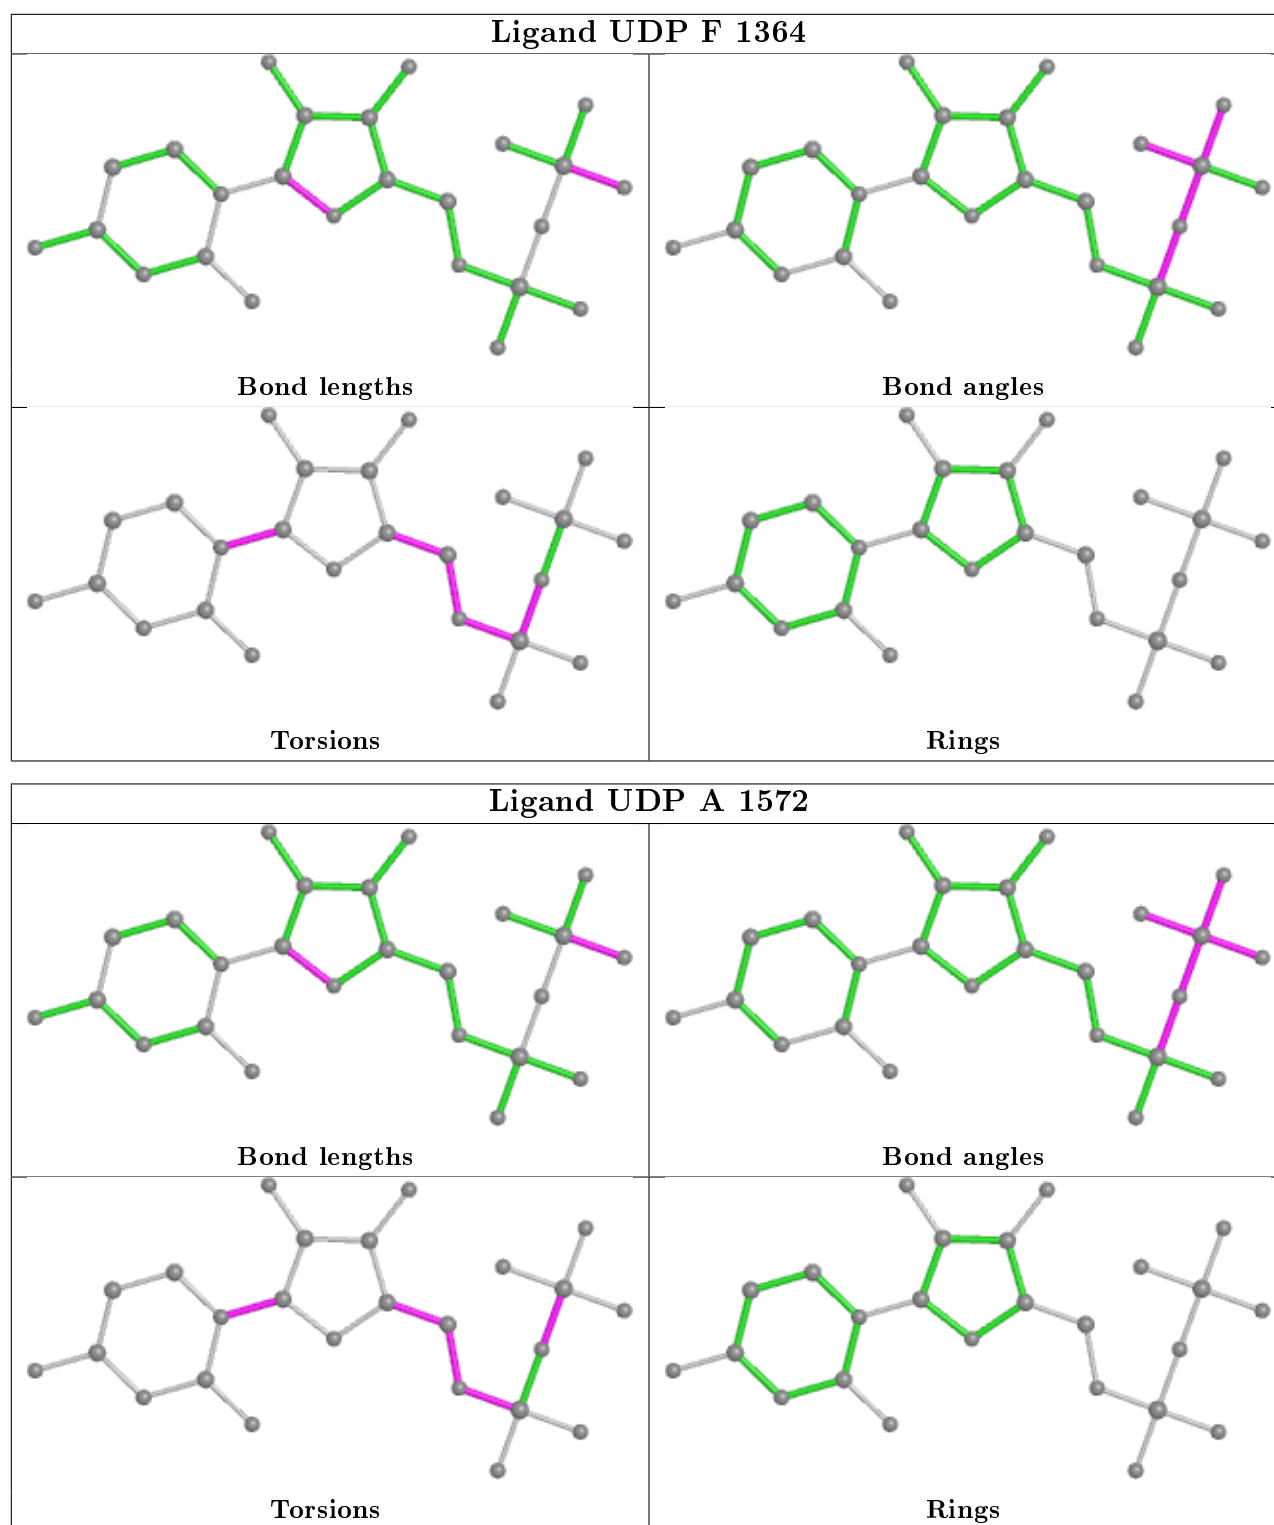 Ligand UDP F 1364
Bond lengths
Bond angles
Torsions
Rings
Ligand UDP A 1572
Bond lengths
Bond angles
Torsions
Rings